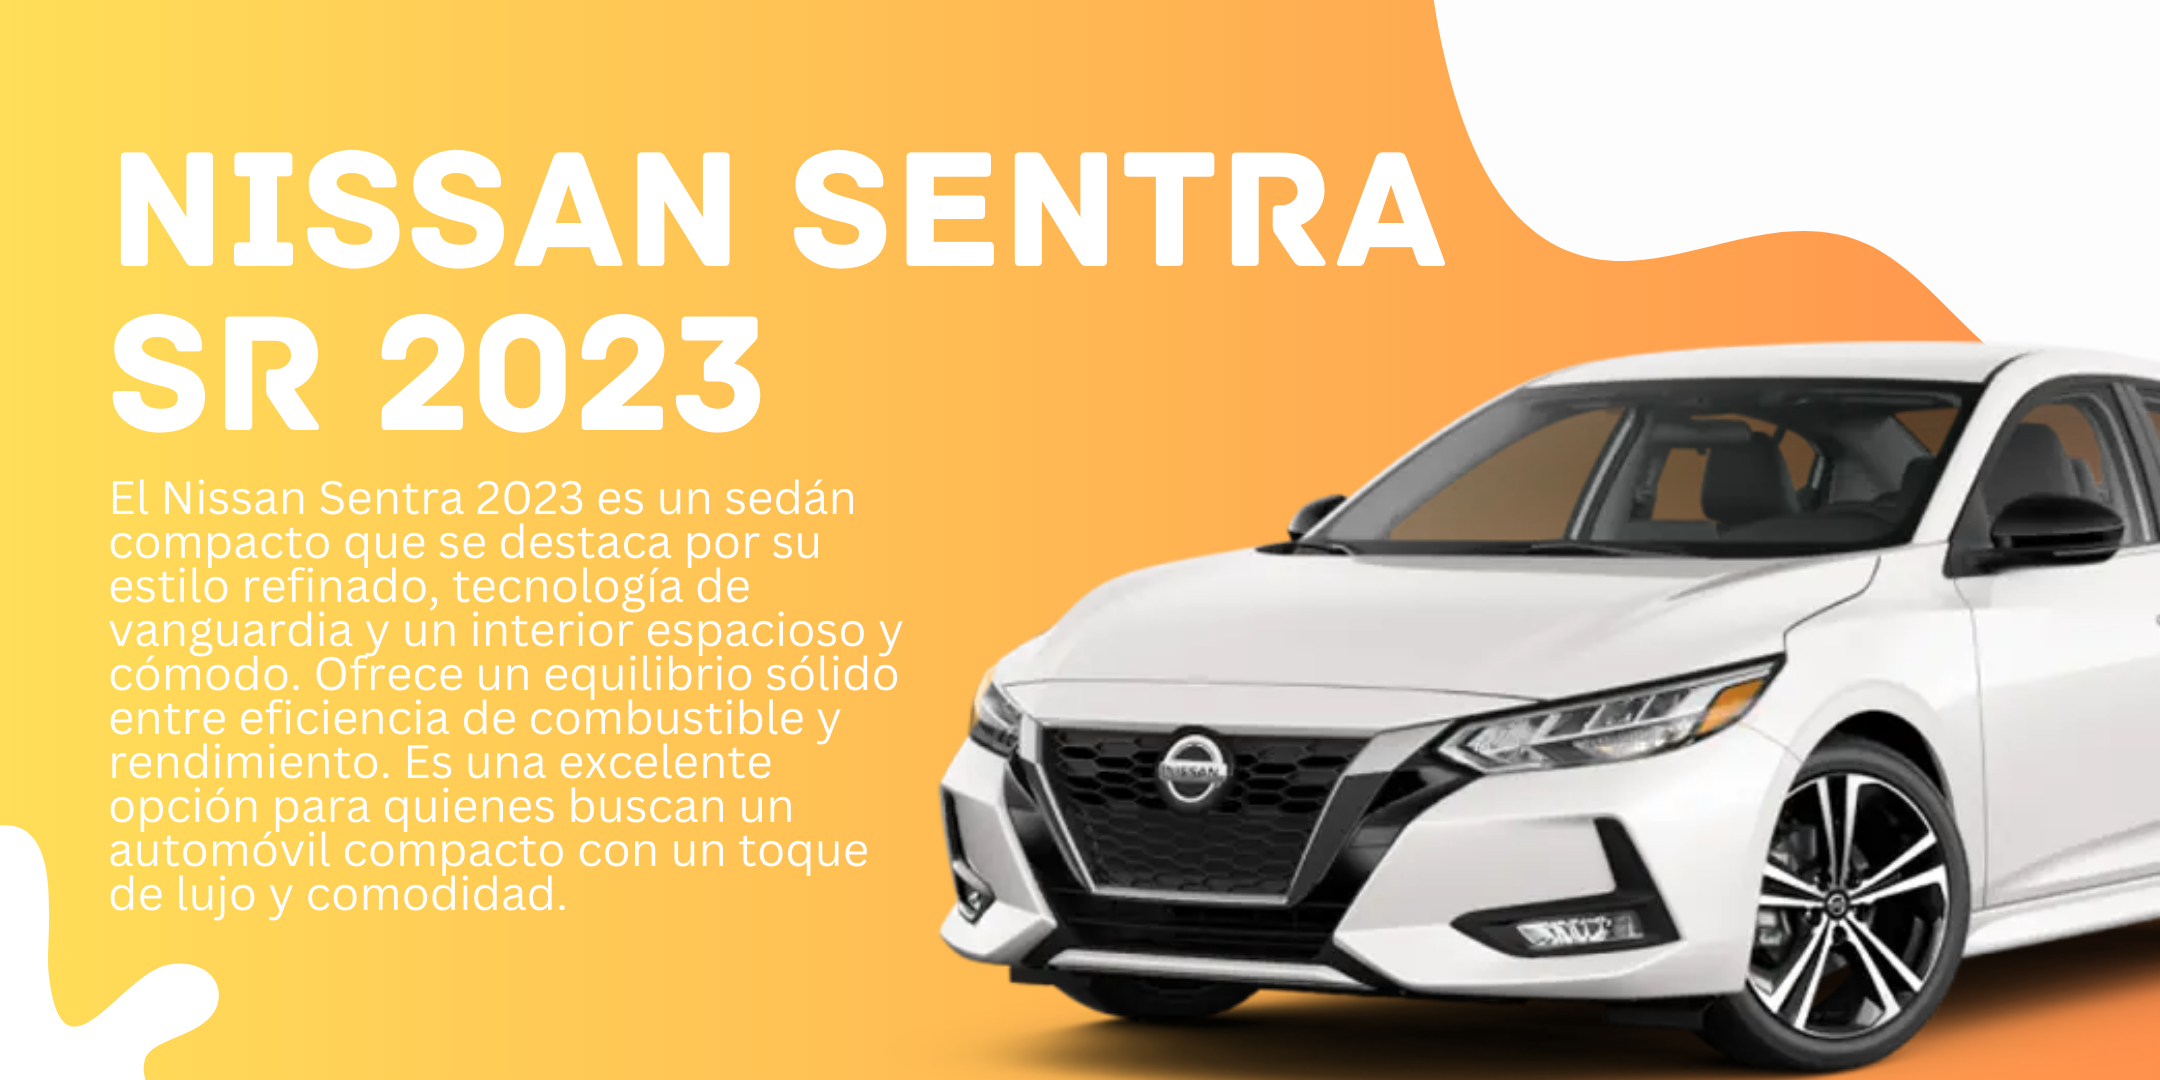 NISSAN SENTRA
SR 2023
El Nissan Sentra 2023 es un sedán
compacto que se destaca por su
estilo refinado, tecnología de
vanguardia y un interior espacioso y
cómodo. Ofrece un equilibrio sólido
entre eficiencia de combustible y
rendimiento. Es una excelente
opción para quienes buscan un
automóvil compacto con un toque
de lujo y comodidad.
NISSAN